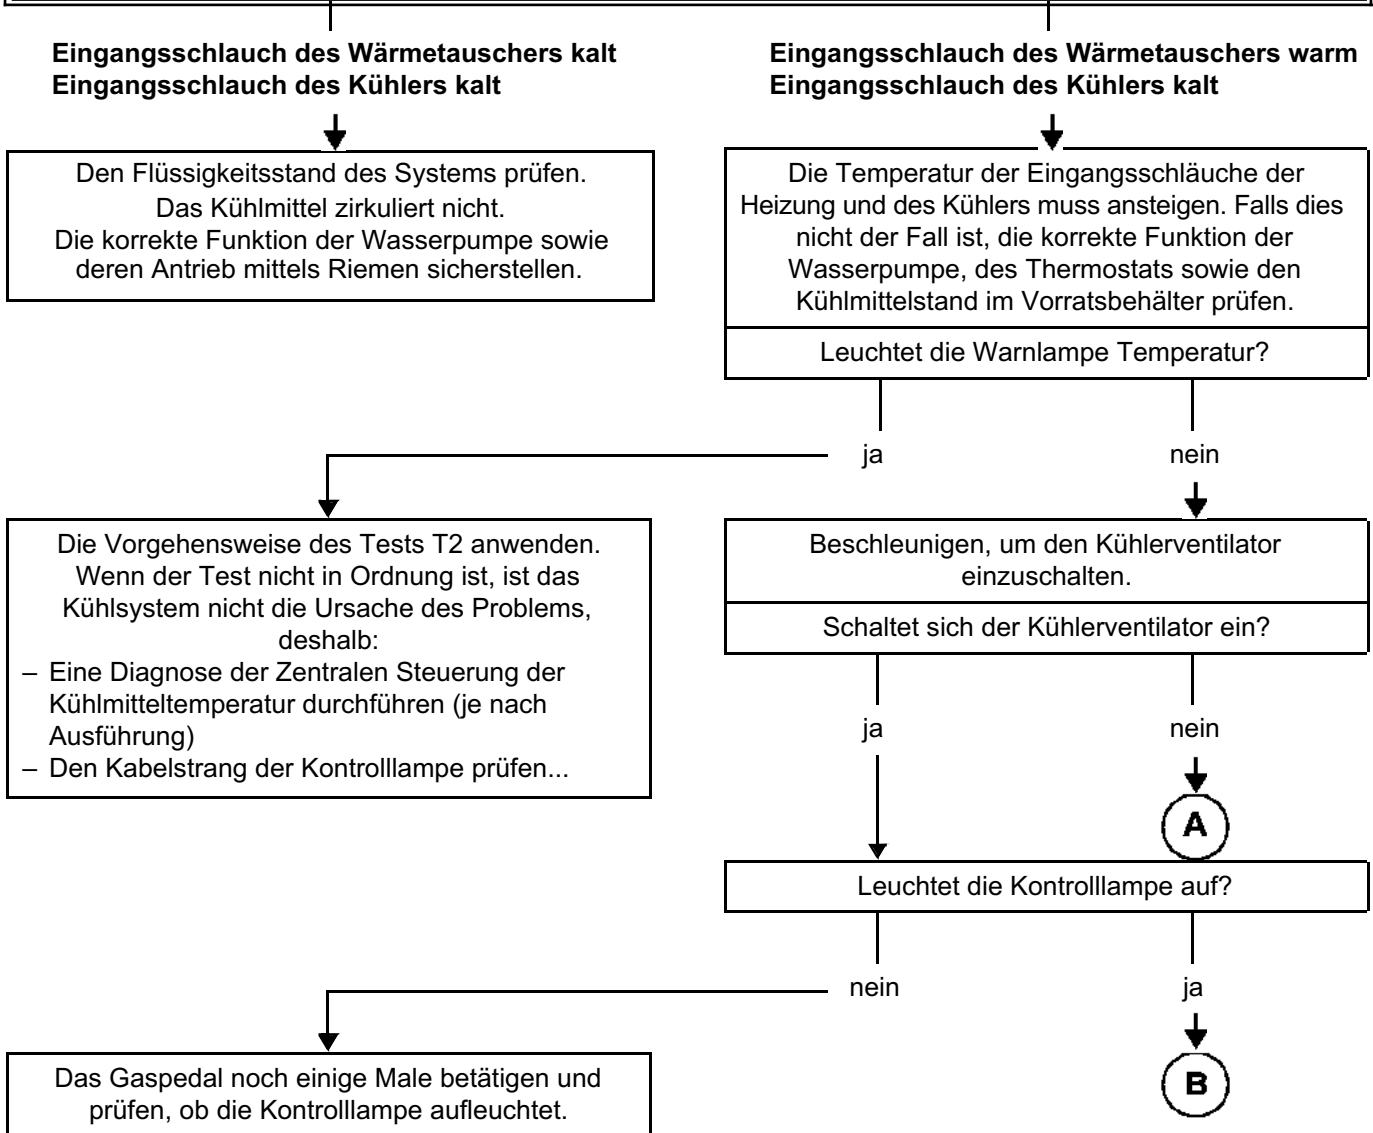 Eingangsschlauch des Wärmetauschers kalt
Eingangsschlauch des Kühlers kalt
Eingangsschlauch des Wärmetauschers warm
Eingangsschlauch des Kühlers kalt
Den Flüssigkeitsstand des Systems prüfen.
Das Kühlmittel zirkuliert nicht.
Die korrekte Funktion der Wasserpumpe sowie
deren Antrieb mittels Riemen sicherstellen.
Die Temperatur der Eingangsschläuche der
Heizung und des Kühlers muss ansteigen. Falls dies
nicht der Fall ist, die korrekte Funktion der
Wasserpumpe, des Thermostats sowie den
Kühlmittelstand im Vorratsbehälter prüfen.
Leuchtet die Warnlampe Temperatur?
ja
nein
Die Vorgehensweise des Tests T2 anwenden.
Wenn der Test nicht in Ordnung ist, ist das
Kühlsystem nicht die Ursache des Problems,
deshalb:
– Eine Diagnose der Zentralen Steuerung der
Kühlmitteltemperatur durchführen (je nach
Ausführung)
– Den Kabelstrang der Kontrolllampe prüfen...
Beschleunigen, um den Kühlerventilator
einzuschalten.
Schaltet sich der Kühlerventilator ein?
ja
nein
A
Leuchtet die Kontrolllampe auf?
nein
ja
Das Gaspedal noch einige Male betätigen und
prüfen, ob die Kontrolllampe aufleuchtet.
B